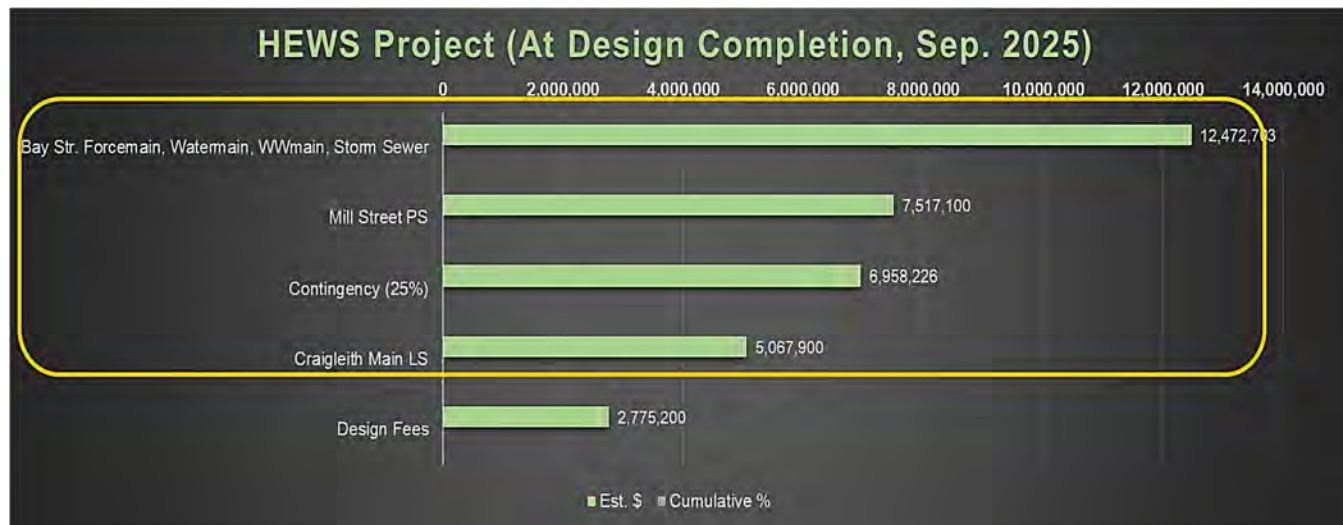 HEWS Project (At Design Completion, Sep. 2025)
0 2,000,000 4,000,000 6,000,000 8,000,000 10,000,000 12,000,000 14,000,000
Bay Str. Forcemain, Watermain, WWmain, Storm Sewer 12,472,703
Mill Street PS 7,517,100
Contingency (25%) 6,958,226
Craigleith Main LS 5,067,900
Design Fees 2,775,200
Est. $ Cumulative %